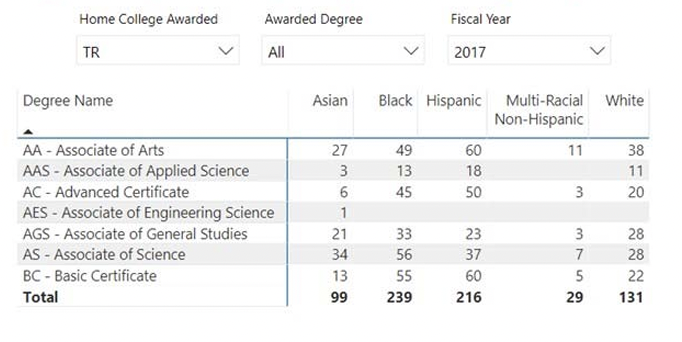 Home College Awarded Awarded Degree Fiscal Year
TR All 2017
Degree Name Asian Black Hispanic Multi-Racial White
Non-Hispanic
AA - Associate of Arts 27 49 60 11 38
AAS - Associate of Applied Science 3 13 18 11
AC - Advanced Certificate 6 45 50 3 20
AES - Associate of Engineering Science 1
AGS - Associate of General Studies 21 33 23 3 28
AS - Associate of Science 34 56 37 7 28
BC - Basic Certificate 13 55 60 5 22
Total 99 239 216 29 131